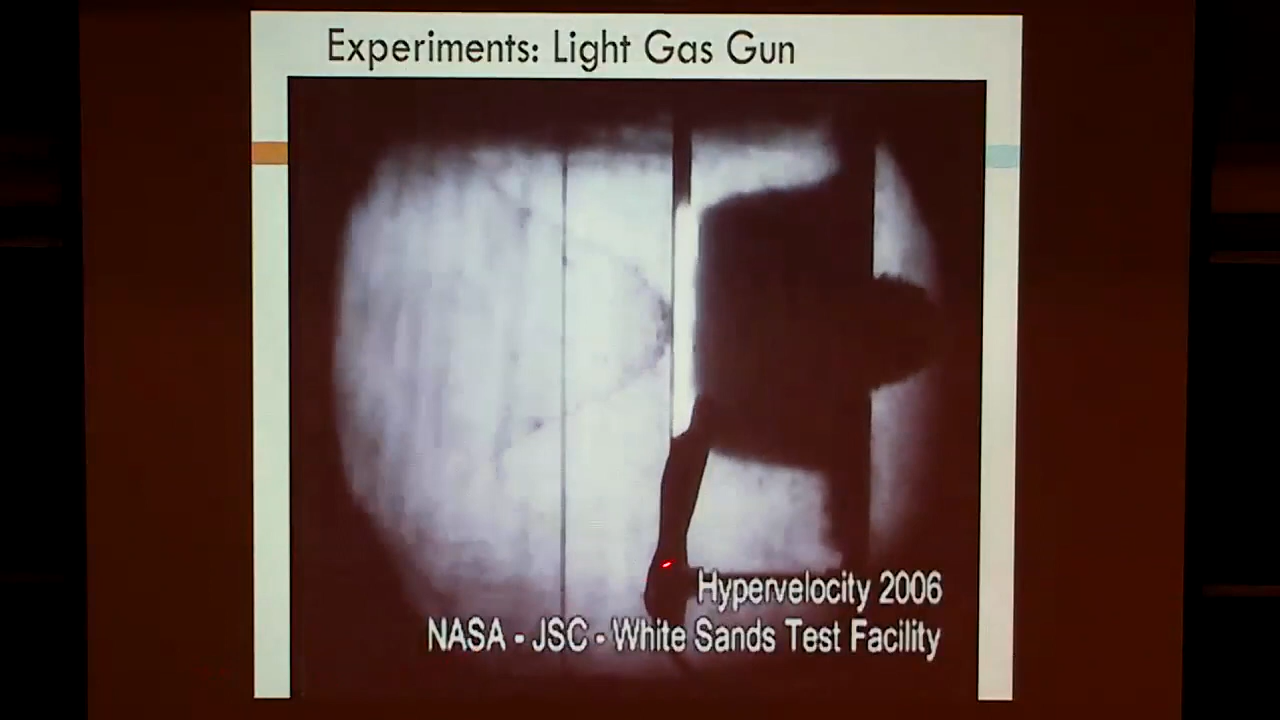 Experiments: Light Gas Gun
Hypervelocity 2006
NASA - JSC - White Sands Test Facility